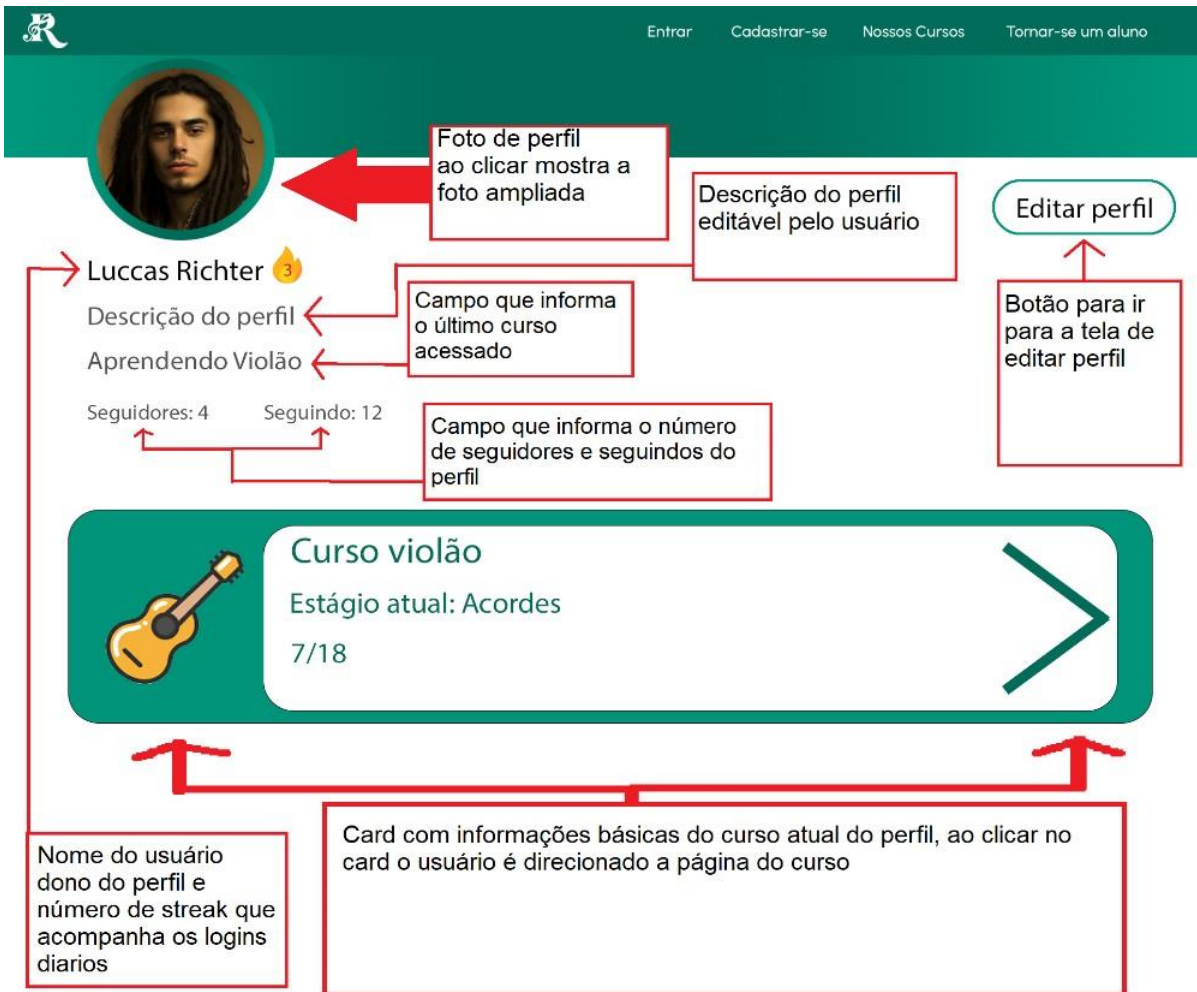 R
Entrar Cadastrar-se Nossos Cursos Tornar-se um aluno
Foto de perfil
ao clicar mostra a
foto ampliada
Descrição do perfil
editável pelo usuário
Editar perfil
Luccas Richter 3
Descrição do perfil
Campo que informa
o último curso
acessado
Botão para ir
para a tela de
editar perfil
Aprendendo Violão
Seguidores: 4 Seguindo: 12
Campo que informa o número
de seguidores e seguindos do
perfil
Curso violão
Estágio atual: Acordes
7/18
Nome do usuário
dono do perfil e
número de streak que
acompanha os logins
diarios
Card com informações básicas do curso atual do perfil, ao clicar no
card o usuário é direcionado a página do curso